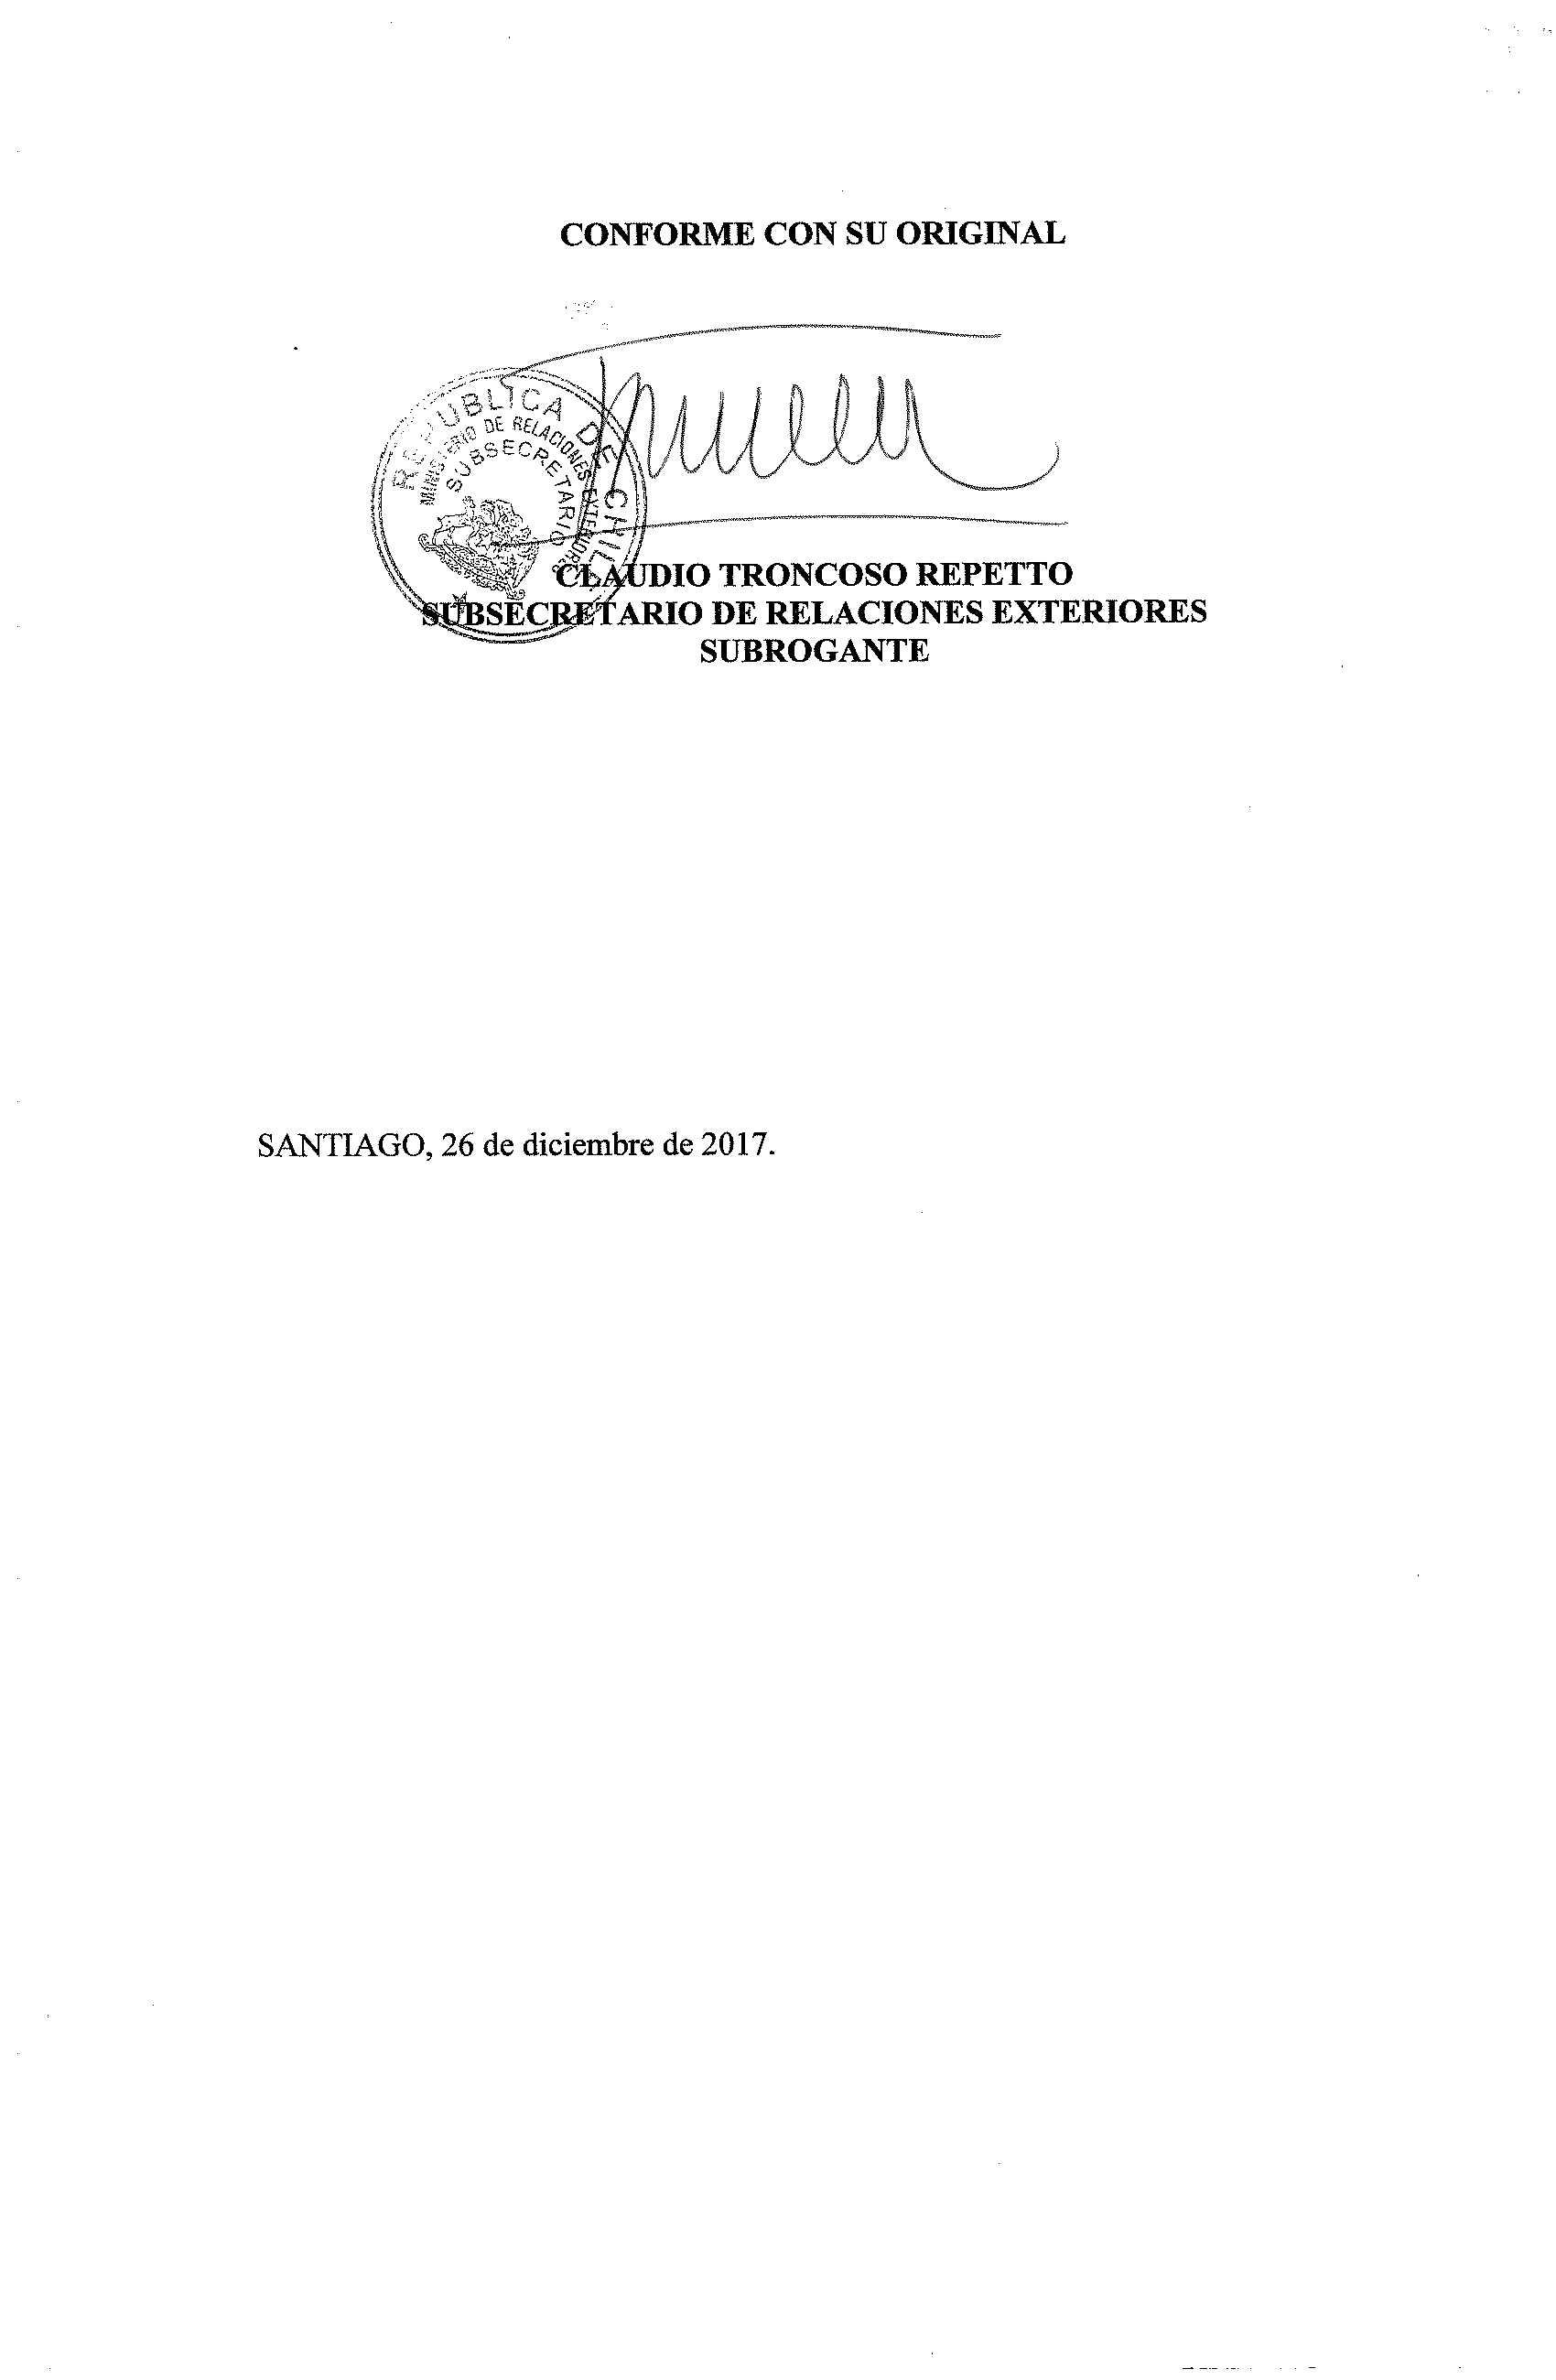 CONFORME CON SU ORIGINAL
REPUBLICA DE CHILE
MINISTERIO DE RELACIONES EXTERIORES
SUBSECRETARIO
CLAUDIO TRONCOSO REPETTO
SUBSECRETARIO DE RELACIONES EXTERIORES
SUBROGANTE
SANTIAGO, 26 de diciembre de 2017.